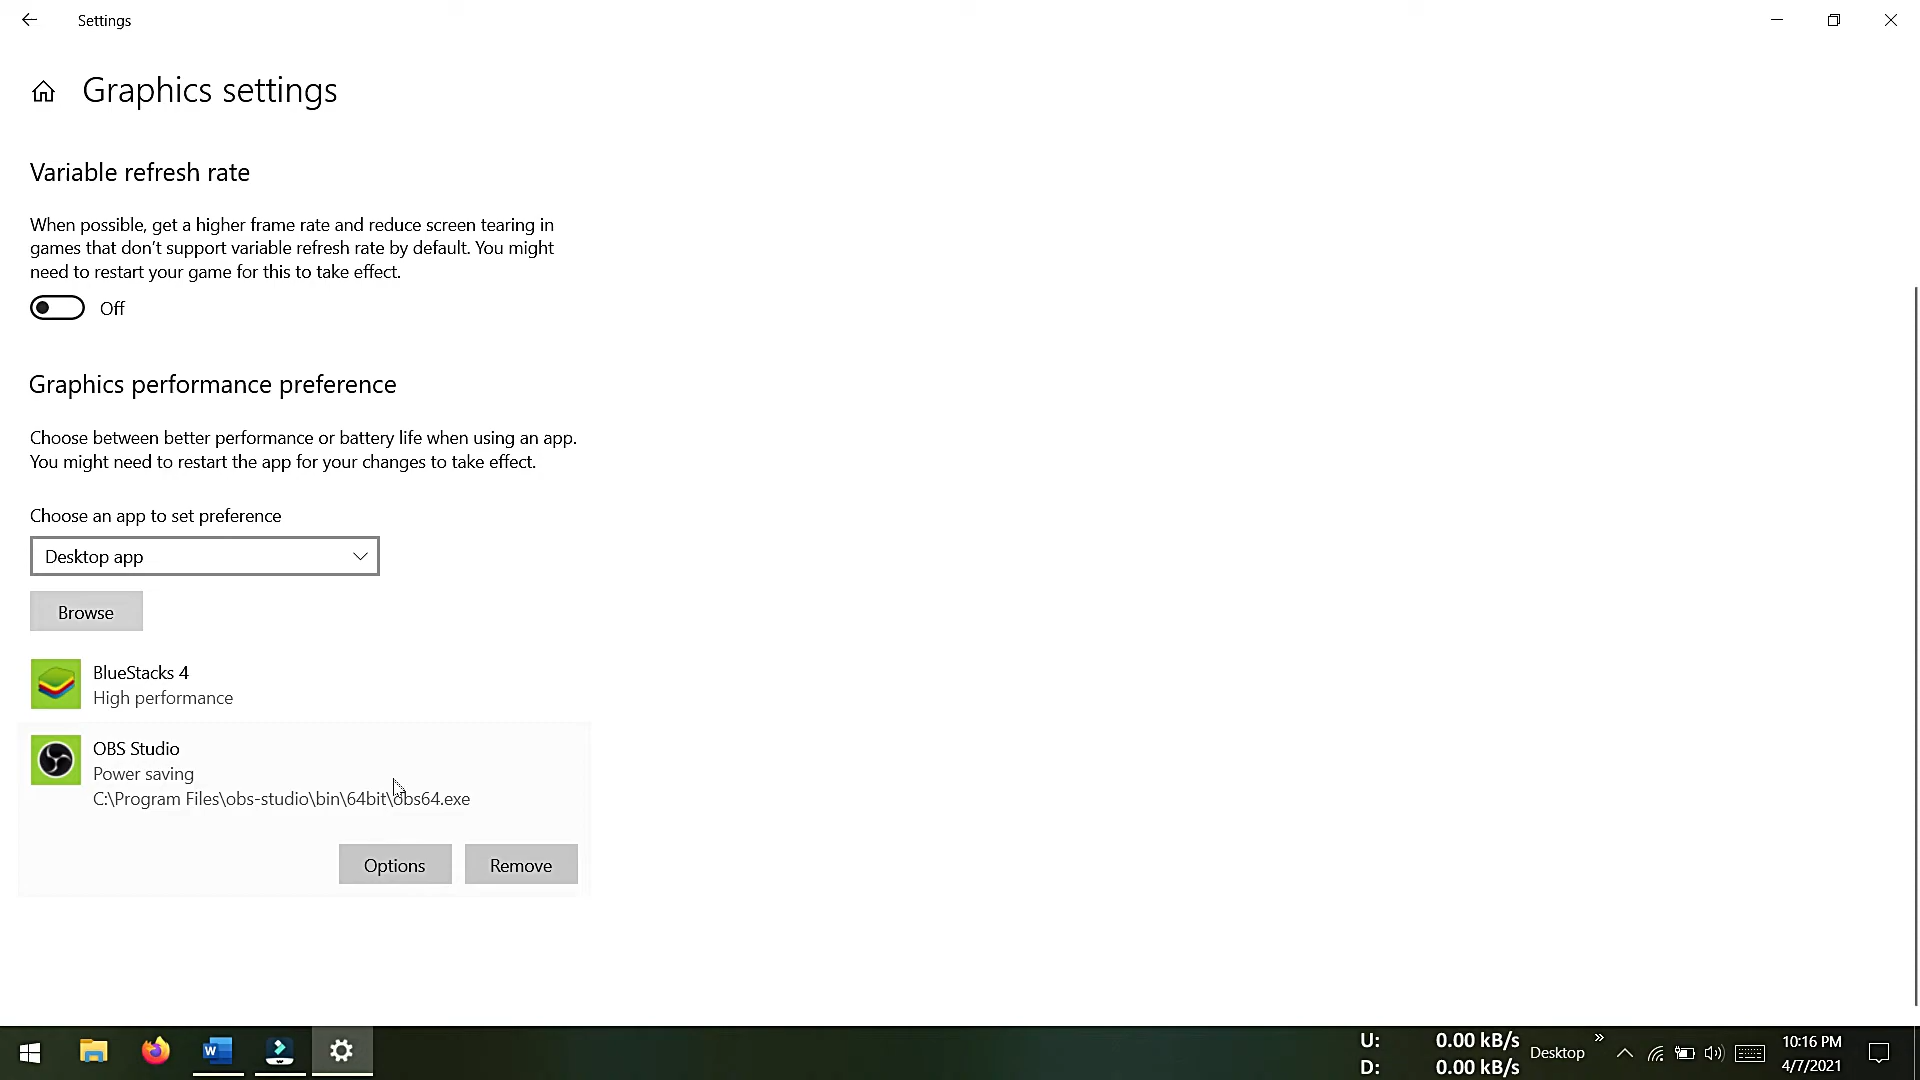 Settings
Graphics settings
Variable refresh rate
When possible, get a higher frame rate and reduce screen tearing in
games that don't support variable refresh rate by default. You might
need to restart your game for this to take effect.
Off
Graphics performance preference
Choose between better performance or battery life when using an app.
You might need to restart the app for your changes to take effect.
Choose an app to set preference
Desktop app
Browse
BlueStacks 4
High performance
OBS Studio
Power saving
C:\Program Files\obs-studio\bin\64bit\obs64.exe
Options Remove
U: 0.00 kB/s
D: 0.00 kB/s
Desktop
10:16 PM
4/7/2021